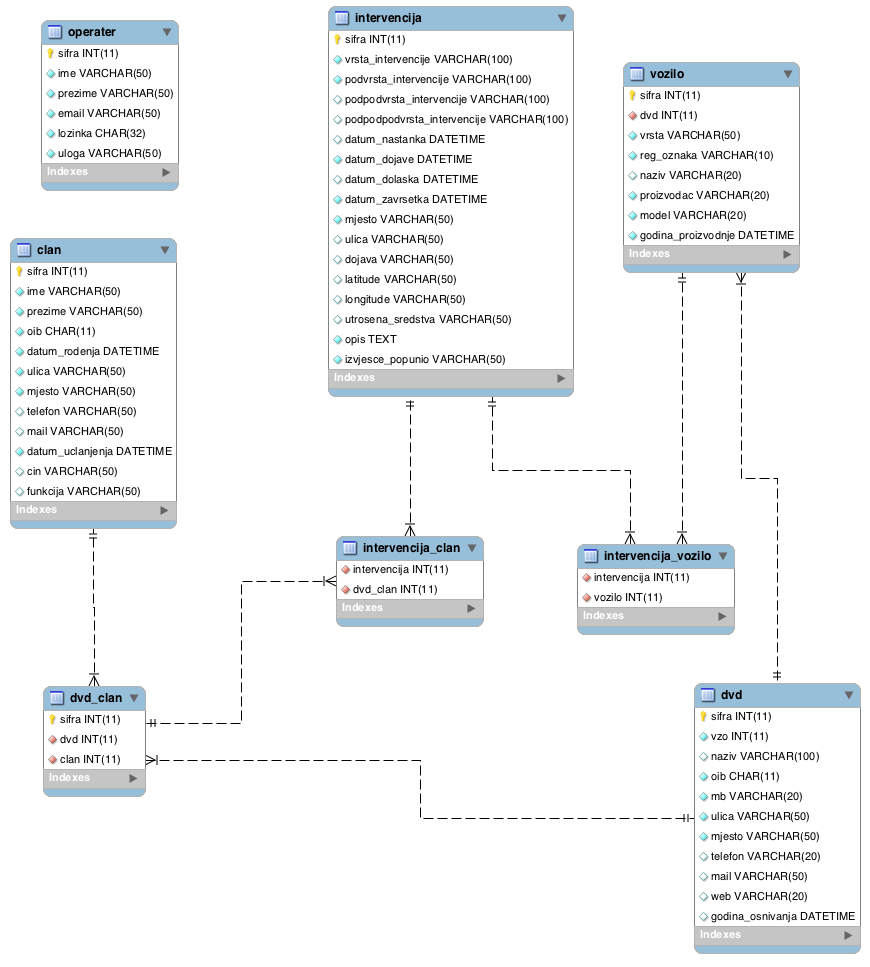 operater
sifra INT(11)
ime VARCHAR(50)
prezime VARCHAR(50)
email VARCHAR(50)
lozinka CHAR(32)
uloga VARCHAR(50)
Indexes
intervencija
sifra INT(11)
vrsta_intervencije VARCHAR(100)
podvrsta_intervencije VARCHAR(100)
podpodvrsta_intervencije VARCHAR(100)
podpodpodvrsta_intervencije VARCHAR(100)
datum_nastanka DATETIME
datum_dojave DATETIME
datum_dolaska DATETIME
datum_zavrsetka DATETIME
mjesto VARCHAR(50)
ulica VARCHAR(50)
dojava VARCHAR(50)
latitude VARCHAR(50)
longitude VARCHAR(50)
utrosena_sredstva VARCHAR(50)
opis TEXT
izvjesce_popunio VARCHAR(50)
Indexes
vozilo
sifra INT(11)
dvd INT(11)
vrsta VARCHAR(50)
reg_oznaka VARCHAR(10)
naziv VARCHAR(20)
proizvodac VARCHAR(20)
model VARCHAR(20)
godina_proizvodnje DATETIME
Indexes
clan
sifra INT(11)
ime VARCHAR(50)
prezime VARCHAR(50)
oib CHAR(11)
datum_rodenja DATETIME
ulica VARCHAR(50)
mjesto VARCHAR(50)
telefon VARCHAR(50)
mail VARCHAR(50)
datum_uclanjenja DATETIME
cin VARCHAR(50)
funkcija VARCHAR(50)
Indexes
intervencija_clan
intervencija INT(11)
dvd_clan INT(11)
Indexes
intervencija_vozilo
intervencija INT(11)
vozilo INT(11)
Indexes
dvd_clan
sifra INT(11)
dvd INT(11)
clan INT(11)
Indexes
dvd
sifra INT(11)
vzo INT(11)
naziv VARCHAR(100)
oib CHAR(11)
mb VARCHAR(20)
ulica VARCHAR(50)
mjesto VARCHAR(50)
telefon VARCHAR(20)
mail VARCHAR(50)
web VARCHAR(20)
godina_osnivanja DATETIME
Indexes